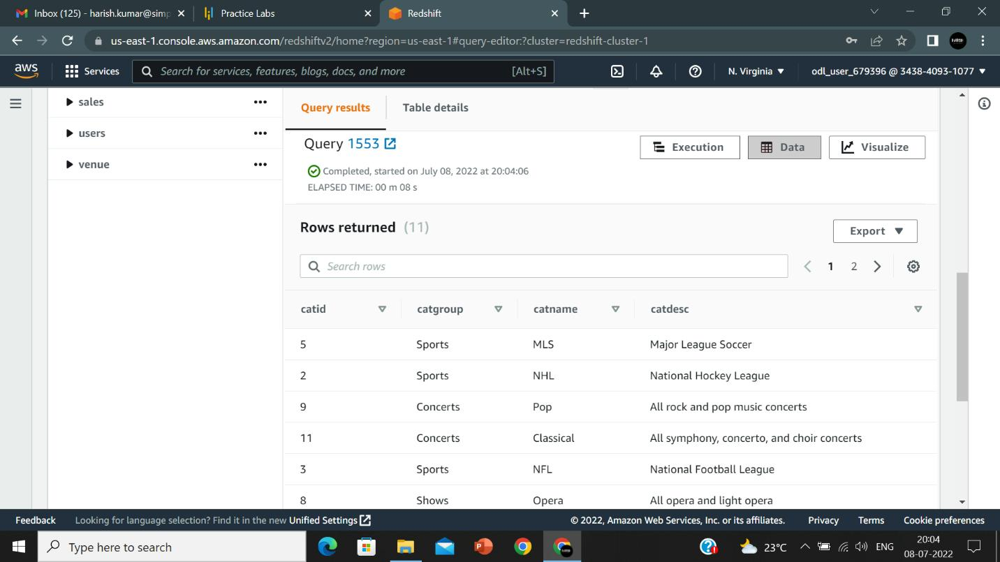 Inbox (125) - harish.kumar@simp
Practice Labs
Redshift
us-east-1.console.aws.amazon.com/redshiftv2/home?region=us-east-1#query-editor:?cluster=redshift-cluster-1
aws
Services
Search for services, features, blogs, docs, and more
[Alt+S]
N. Virginia
odl_user_679396 @ 3438-4093-1077
sales
users
venue
Query results
Table details
Query 1553
Execution
Data
Visualize
Completed, started on July 08, 2022 at 20:04:06
ELAPSED TIME: 00 m 08 s
Rows returned (11)
Export
Search rows
1 2
catid catgroup catname catdesc
5 Sports MLS Major League Soccer
2 Sports NHL National Hockey League
9 Concerts Pop All rock and pop music concerts
11 Concerts Classical All symphony, concerto, and choir concerts
3 Sports NFL National Football League
8 Shows Opera All opera and light opera
Feedback
Looking for language selection? Find it in the new Unified Settings
© 2022, Amazon Web Services, Inc. or its affiliates.
Privacy
Terms
Cookie preferences
Type here to search
23°C
ENG
20:04
08-07-2022